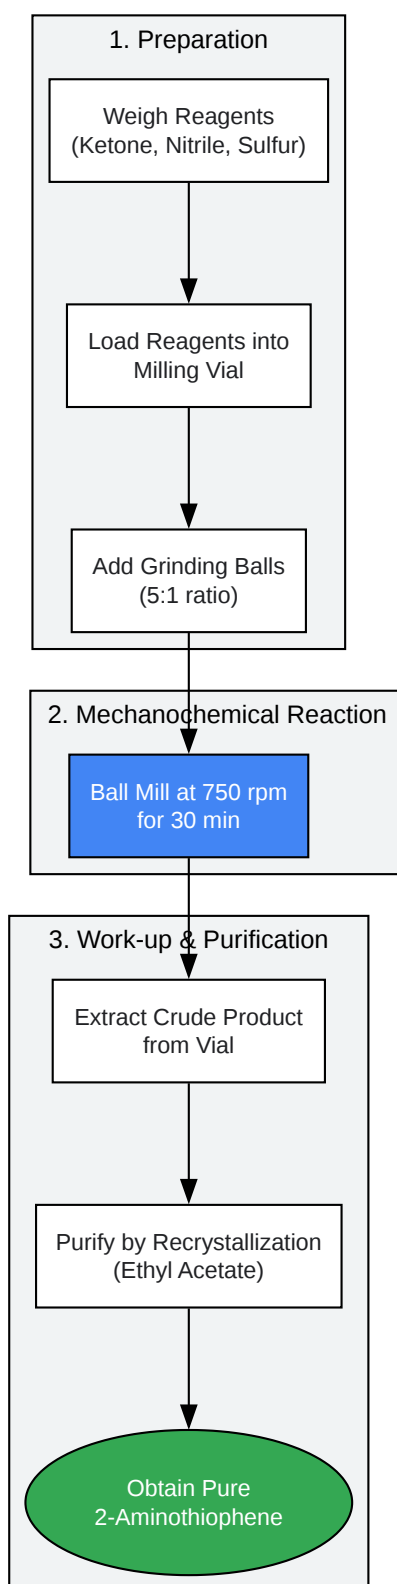 1. Preparation
Weigh Reagents
(Ketone, Nitrile, Sulfur)
Load Reagents into
Milling Vial
Add Grinding Balls
(5:1 ratio)
2. Mechanochemical Reaction
Ball Mill at 750 rpm
for 30 min
3. Work-up & Purification
Extract Crude Product
from Vial
Purify by Recrystallization
(Ethyl Acetate)
Obtain Pure
2-Aminothiophene